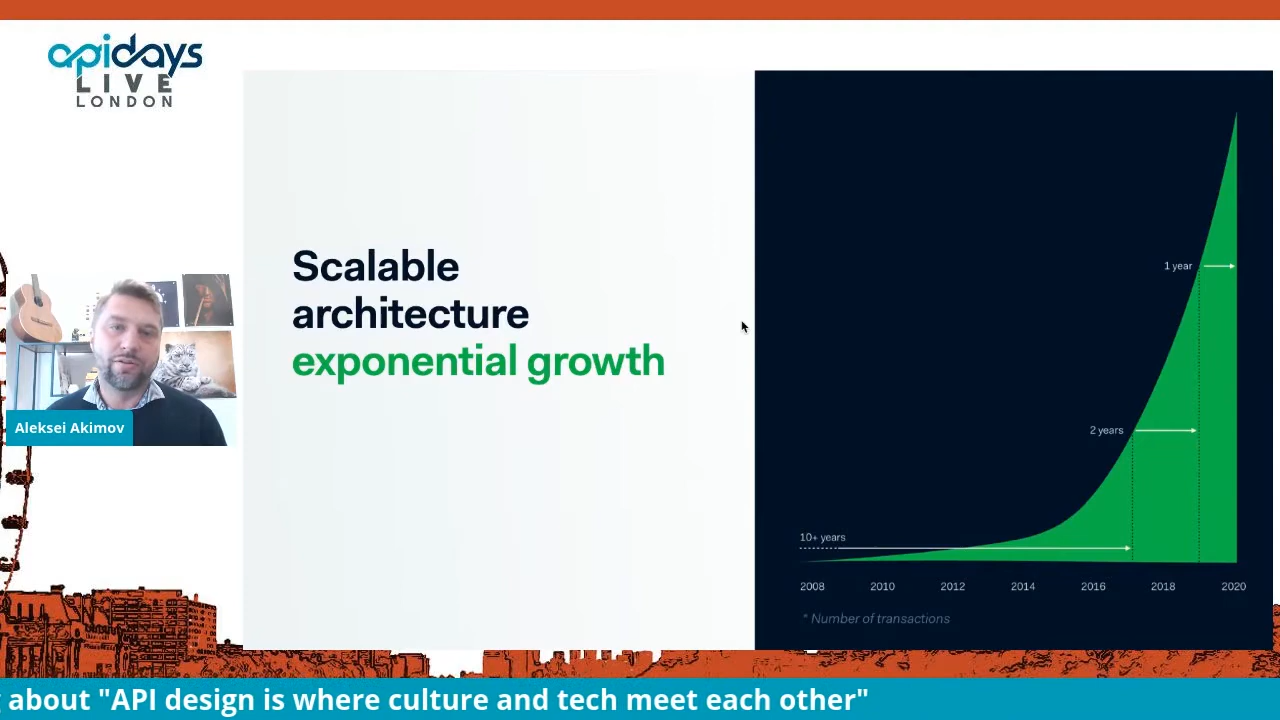 apidays
LIVE
LONDON
Scalable
architecture
exponential growth
Aleksei Akimov
1 year
2 years
10+ years
2008 2010 2012 2014 2016 2018 2020
* Number of transactions
about "API design is where culture and tech meet each other"